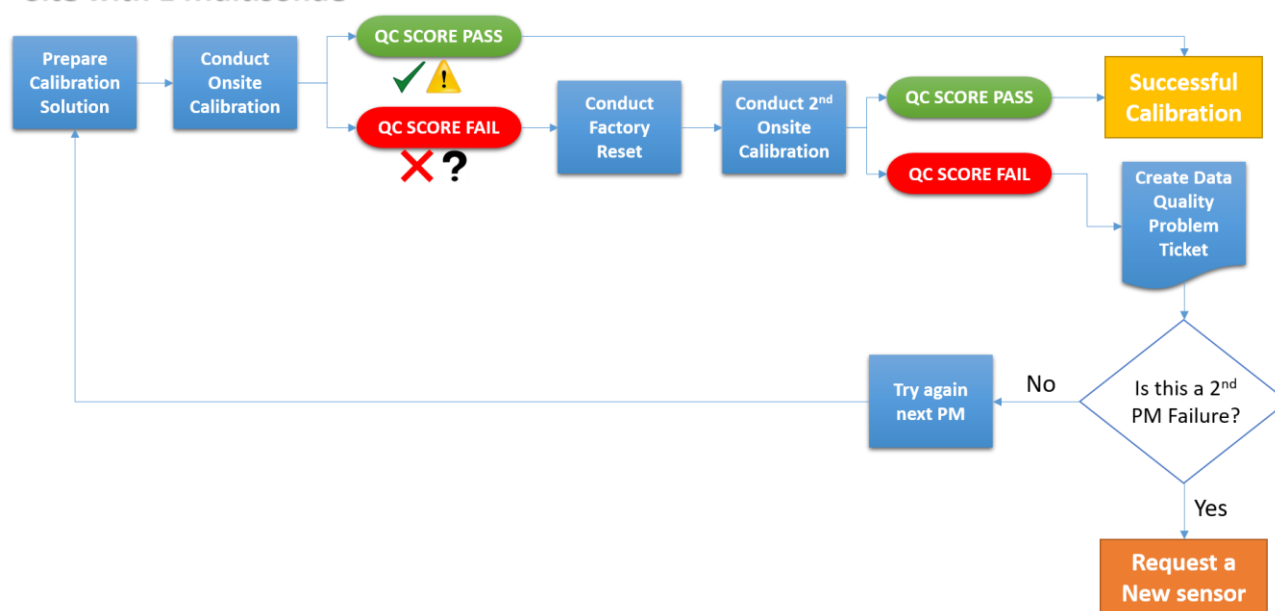 QC SCORE PASS
Prepare
Calibration
Solution
Conduct
Onsite
Calibration
QC SCORE FAIL
Conduct
Factory
Reset
Conduct 2nd
Onsite
Calibration
QC SCORE PASS
QC SCORE FAIL
Successful
Calibration
Create Data
Quality
Problem
Ticket
Is this a 2nd
PM Failure?
No
Try again
next PM
Yes
Request a
New sensor